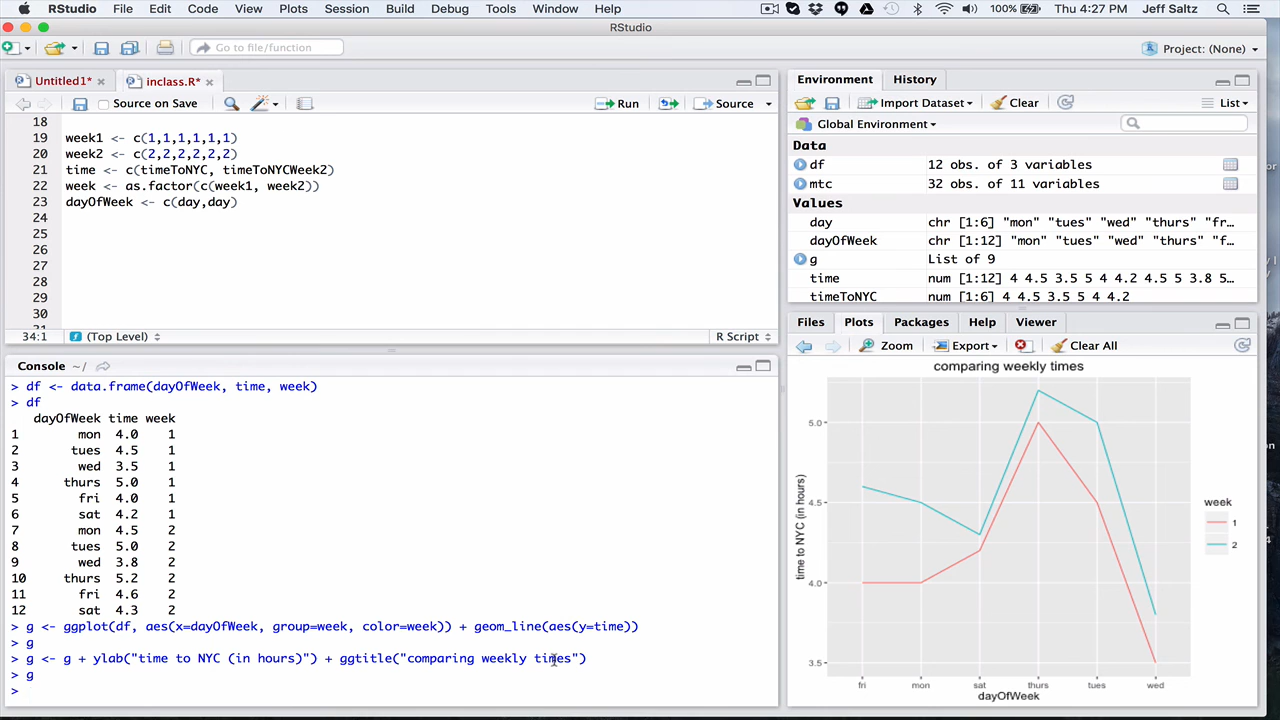 RStudio File Edit Code View Plots Session Build Debug Tools Window Help 100% Thu 4:27 PM Jeff Saltz
RStudio
Go to file/function Project: (None)
Untitled1* inclass.R*
Source on Save Run Source
18
19 week1 <- c(1,1,1,1,1,1)
20 week2 <- c(2,2,2,2,2,2)
21 time <- c(timeToNYC, timeToNYCWeek2)
22 week <- as.factor(c(week1, week2))
23 dayOfWeek <- c(day,day)
24
25
26
27
28
29
30
34:1 (Top Level) R Script
Console ~/
> df <- data.frame(dayOfWeek, time, week)
> df
dayOfWeek time week
1 mon 4.0 1
2 tues 4.5 1
3 wed 3.5 1
4 thurs 5.0 1
5 fri 4.0 1
6 sat 4.2 1
7 mon 4.5 2
8 tues 5.0 2
9 wed 3.8 2
10 thurs 5.2 2
11 fri 4.6 2
12 sat 4.3 2
> g <- ggplot(df, aes(x=dayOfWeek, group=week, color=week)) + geom_line(aes(y=time))
> g
> g <- g + ylab("time to NYC (in hours)") + ggtitle("comparing weekly times")
> g
>
Environment History
Import Dataset Clear List
Global Environment
Data
df 12 obs. of 3 variables
mtc 32 obs. of 11 variables
Values
day chr [1:6] "mon" "tues" "wed" "thurs" "fr…
dayOfWeek chr [1:12] "mon" "tues" "wed" "thurs" "f…
g List of 9
time num [1:12] 4 4.5 3.5 5 4 4.2 4.5 5 3.8 5…
timeToNYC num [1:6] 4 4.5 3.5 5 4 4.2
Files Plots Packages Help Viewer
Zoom Export Clear All
comparing weekly times
time to NYC (in hours)
5.0
4.5
4.0
3.5
fri mon sat thurs tues wed
dayOfWeek
week
1
2